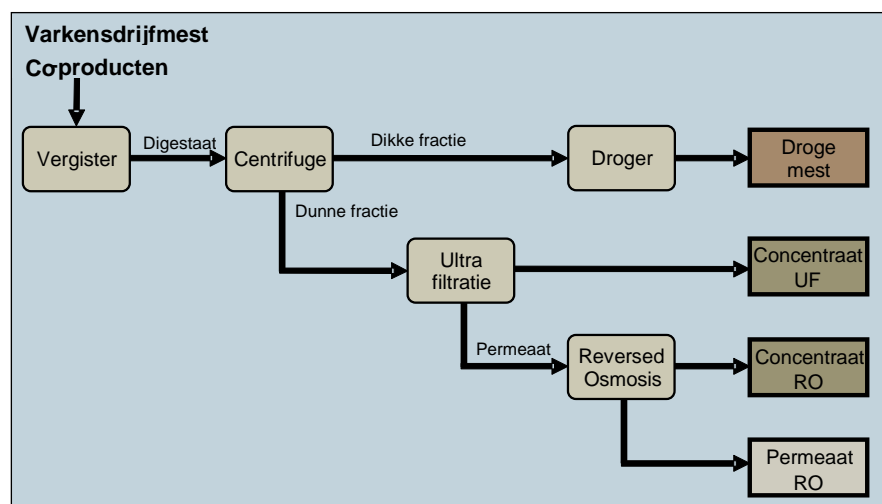 Varkensdrijfmest
Cσproducten
Vergister
Digestaat
Centrifuge
Dikke fractie
Droger
Droge
mest
Dunne fractie
Ultra
filtratie
Concentraat
UF
Permeaat
Reversed
Osmosis
Concentraat
RO
Permeaat
RO